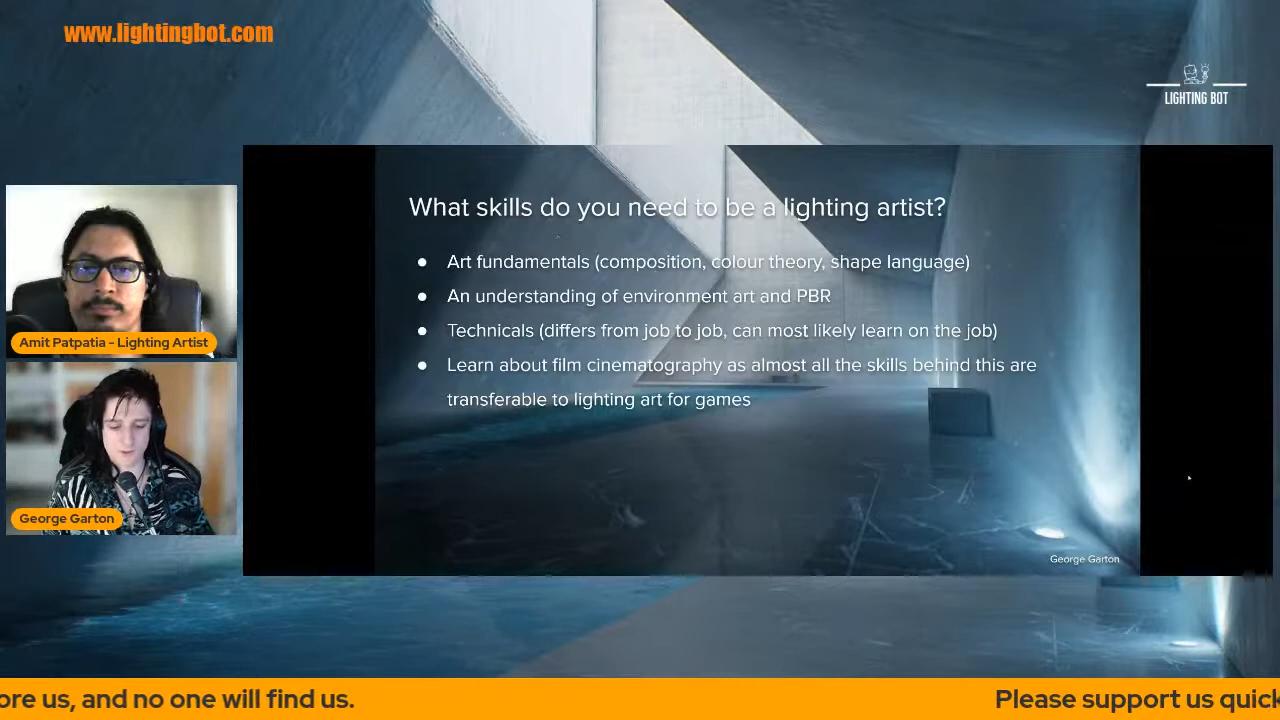 www.lightingbot.com
LIGHTING BOT
What skills do you need to be a lighting artist?
● Art fundamentals (composition, colour theory, shape language)
● An understanding of environment art and PBR
● Technicals (differs from job to job, can most likely learn on the job)
● Learn about film cinematography as almost all the skills behind this are
transferable to lighting art for games
Amit Patpatia - Lighting Artist
George Garton
George Garton
ore us, and no one will find us. Please support us quick